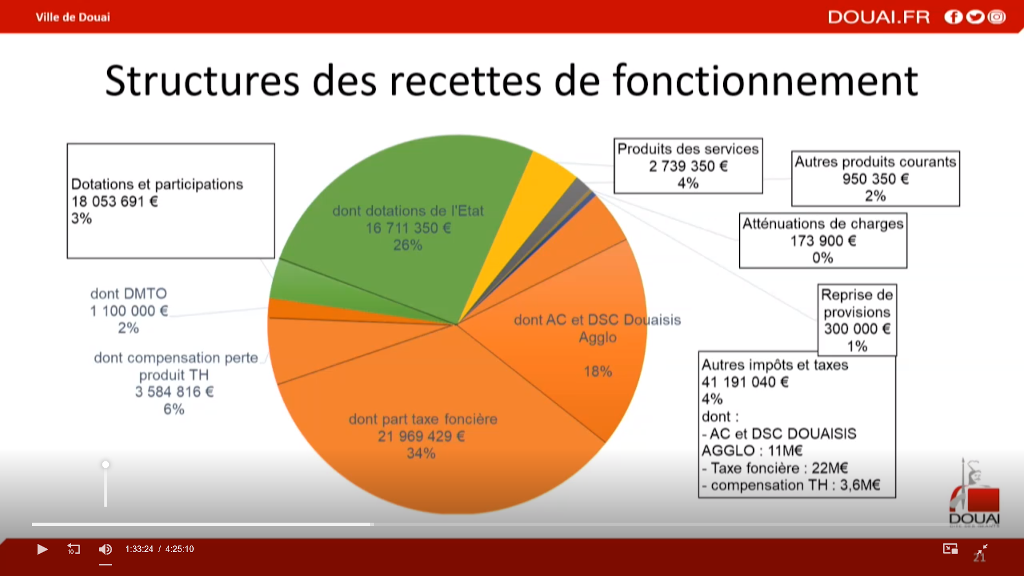 Ville de Douai
DOUAI.FR
Structures des recettes de fonctionnement
Dotations et participations
18 053 691 €
3%
dont dotations de l'Etat
16 711 350 €
26%
Produits des services
2 739 350 €
4%
Autres produits courants
950 350 €
2%
Atténuations de charges
173 900 €
0%
Reprise de
provisions
300 000 €
1%
dont DMTO
1 100 000 €
2%
dont compensation perte
produit TH
3 584 816 €
6%
dont AC et DSC Douaisis
Agglo
18%
dont part taxe foncière
21 969 429 €
34%
Autres impôts et taxes
41 191 040 €
4%
dont :
- AC et DSC DOUAISIS
AGGLO : 11M€
- Taxe foncière : 22M€
- compensation TH : 3,6M€
DOUAI
10
1:33:24 / 4:25:10
21